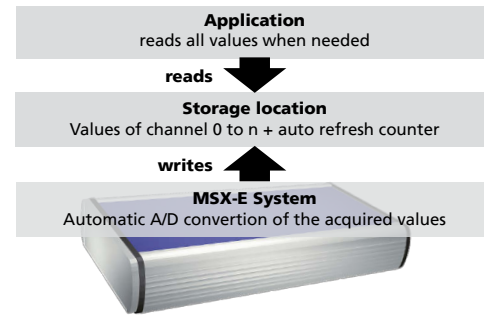 Application
reads all values when needed
reads
Storage location
Values of channel 0 to n + auto refresh counter
writes
MSX-E System
Automatic A/D convertion of the acquired values